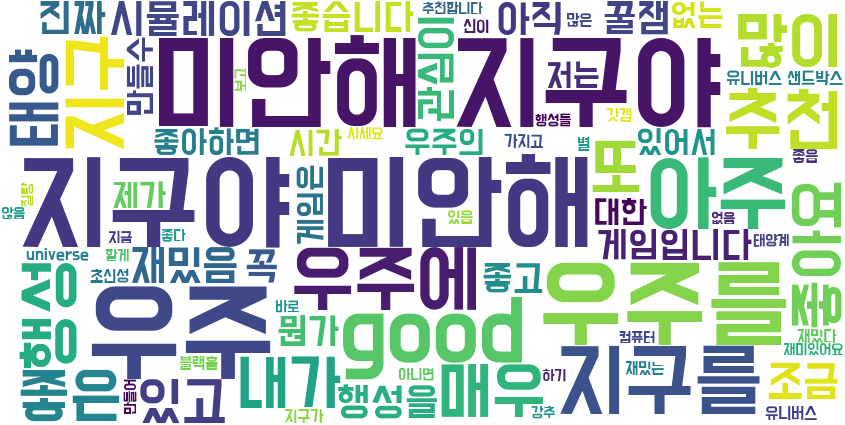 진짜
시뮬레이션
좋습니다
추천합니다
신이
아직
많은
꿀잼
없는
많이
태양
지구
만들수
미안해
보고
관심이
지구야
저는
행성들
갓겜
유니버스 샌드박스
추천
좋아하면
시간
사세요
우주의
가지고
별
있어서
좋음
지구야
미안해
또
아주
않음
질량
제가
게임은
있음
대한
없음
지금
좋다
게임입니다
태양계
영
universe
할게
재밌음
꼭
초신성
우주에
좋고
행성
우주
바로
뭔가
good
우주를
좋을
컴퓨터
재밌다
재미있어요
블랙홀
좋은
만들어
있고
내가
아니면
행성을
매우
하기
지구를
재밌는
조금
지구가
강추
유니버스